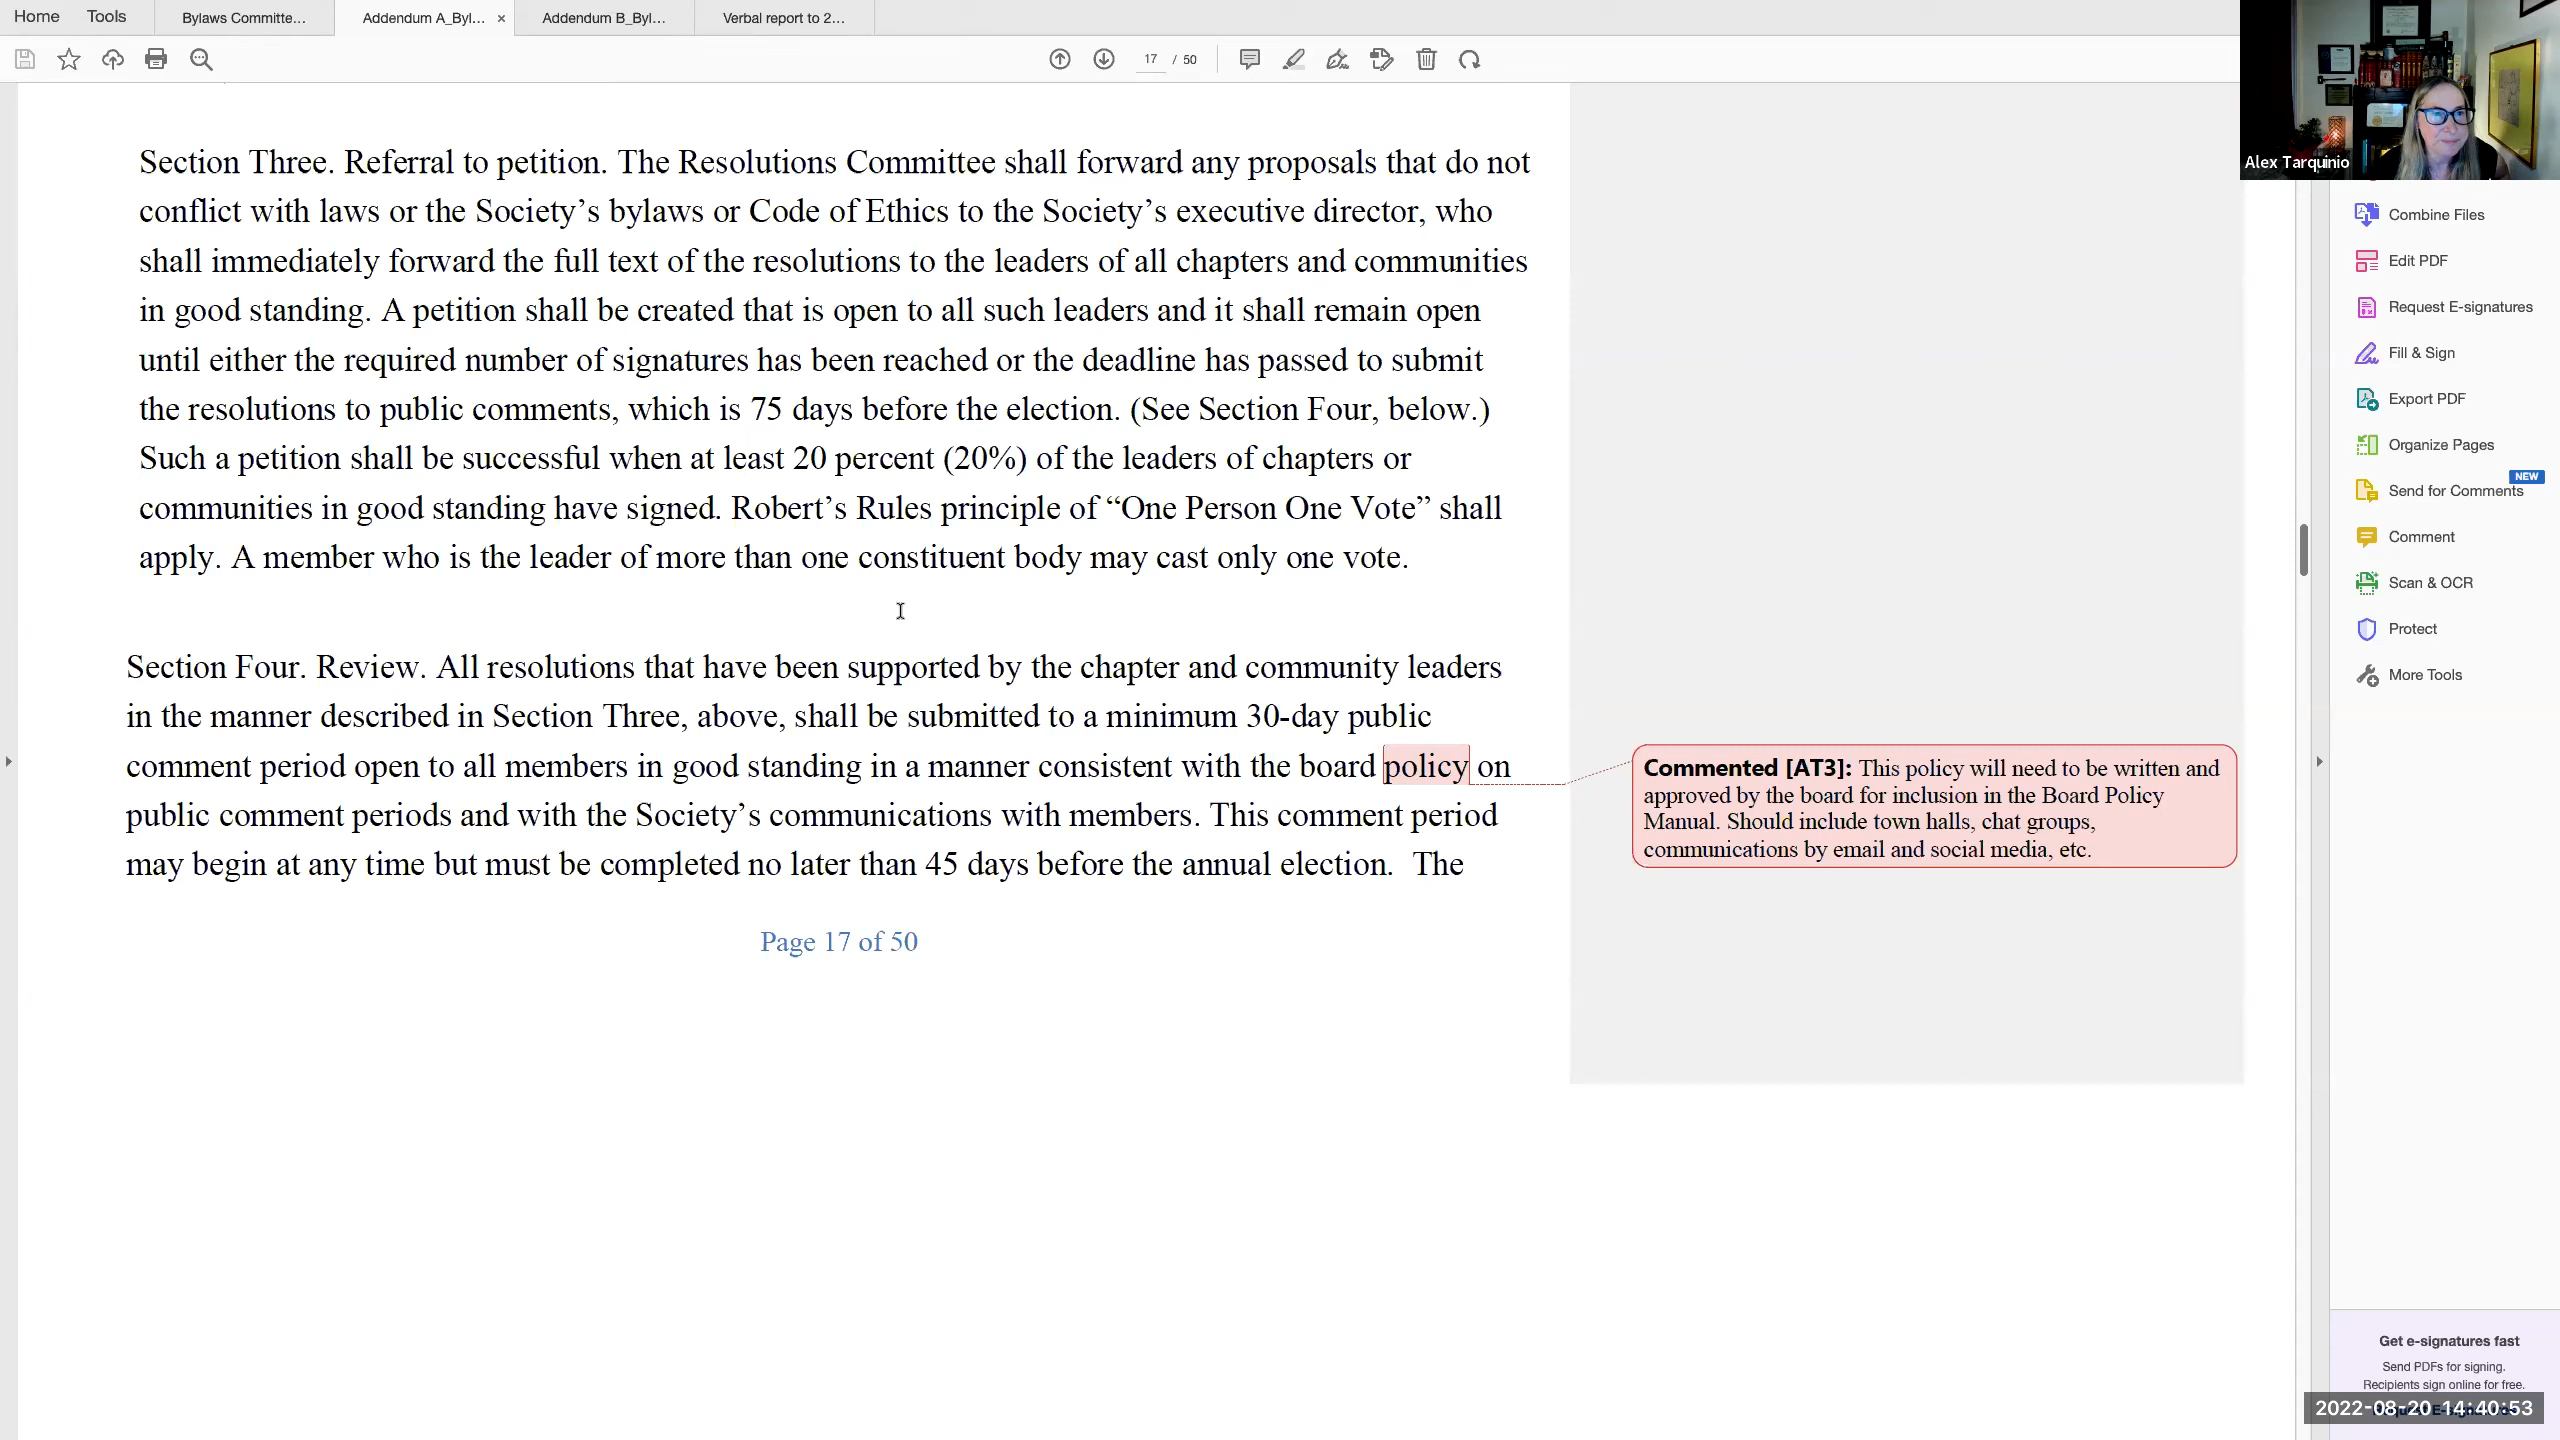 Home Tools Bylaws Committe... Addendum A_Byl... × Addendum B_Byl... Verbal report to 2...
17 / 50
Alex Tarquinio
Section Three. Referral to petition. The Resolutions Committee shall forward any proposals that do not
conflict with laws or the Society’s bylaws or Code of Ethics to the Society’s executive director, who
shall immediately forward the full text of the resolutions to the leaders of all chapters and communities
in good standing. A petition shall be created that is open to all such leaders and it shall remain open
until either the required number of signatures has been reached or the deadline has passed to submit
the resolutions to public comments, which is 75 days before the election. (See Section Four, below.)
Such a petition shall be successful when at least 20 percent (20%) of the leaders of chapters or
communities in good standing have signed. Robert’s Rules principle of “One Person One Vote” shall
apply. A member who is the leader of more than one constituent body may cast only one vote.
Section Four. Review. All resolutions that have been supported by the chapter and community leaders
in the manner described in Section Three, above, shall be submitted to a minimum 30-day public
comment period open to all members in good standing in a manner consistent with the board policy on
public comment periods and with the Society’s communications with members. This comment period
may begin at any time but must be completed no later than 45 days before the annual election. The
Page 17 of 50
Commented [AT3]: This policy will need to be written and
approved by the board for inclusion in the Board Policy
Manual. Should include town halls, chat groups,
communications by email and social media, etc.
Combine Files
Edit PDF
Request E-signatures
Fill & Sign
Export PDF
Organize Pages
NEW
Send for Comments
Comment
Scan & OCR
Protect
More Tools
Get e-signatures fast
Send PDFs for signing.
Recipients sign online for free.
2022-08-20 14:40:53